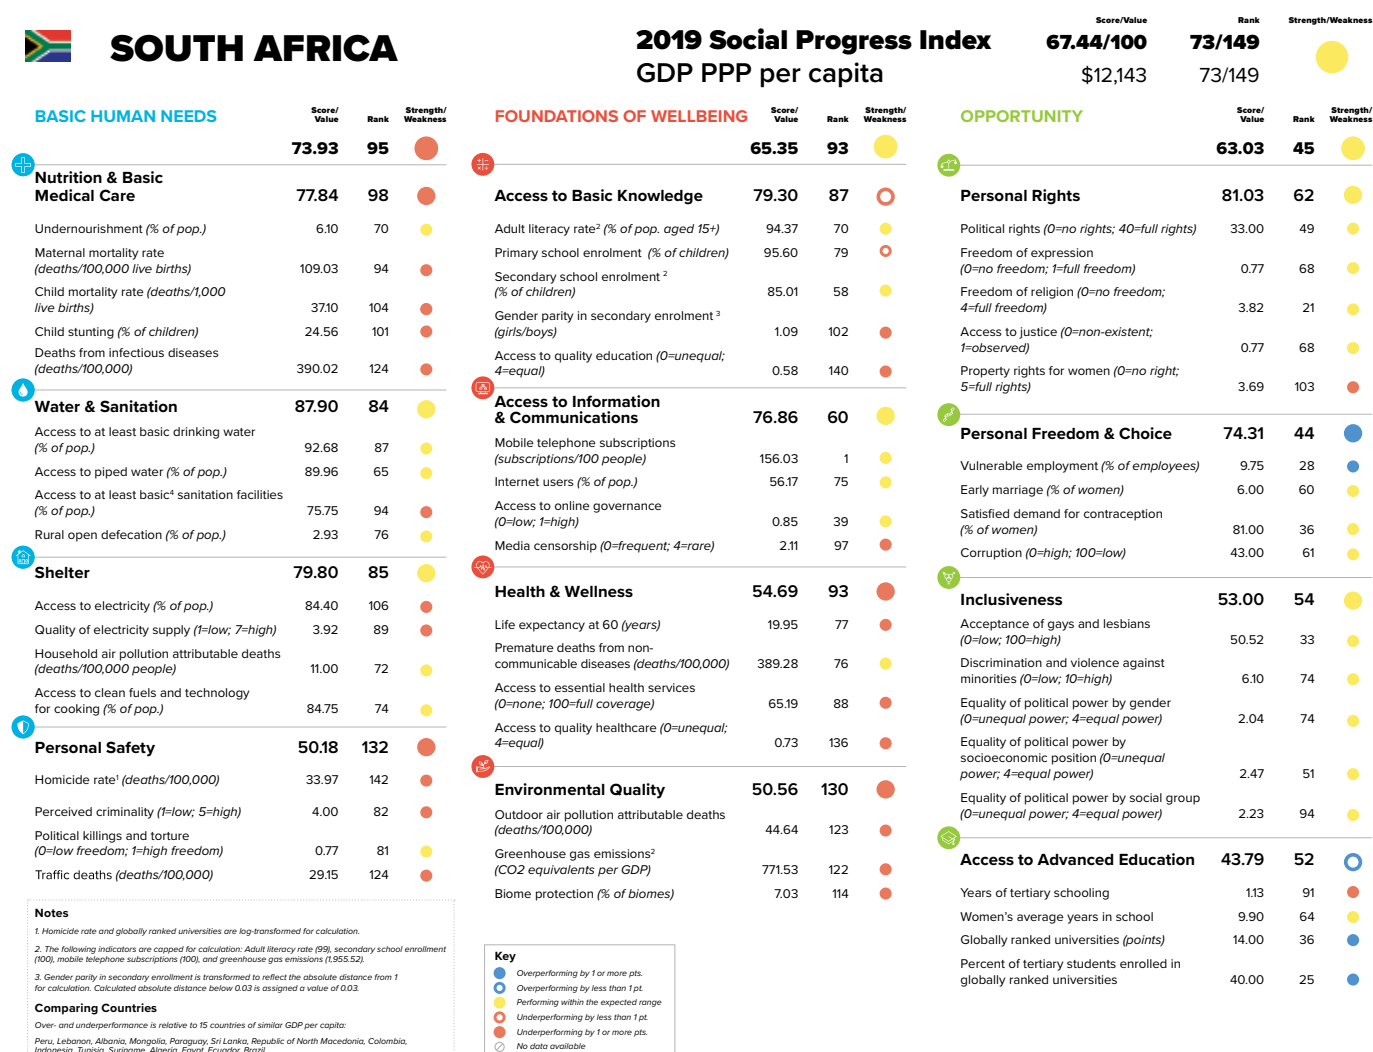 SOUTH AFRICA
2019 Social Progress Index
GDP PPP per capita
Score/Value Rank Strength/Weakness
67.44/100 73/149
$12,143 73/149
BASIC HUMAN NEEDS Score/Value Rank Strength/Weakness
73.93 95
Nutrition & Basic
Medical Care 77.84 98
Undernourishment (% of pop.) 6.10 70
Maternal mortality rate
(deaths/100,000 live births) 109.03 94
Child mortality rate (deaths/1,000
live births) 37.10 104
Child stunting (% of children) 24.56 101
Deaths from infectious diseases
(deaths/100,000) 390.02 124
Water & Sanitation 87.90 84
Access to at least basic drinking water
(% of pop.) 92.68 87
Access to piped water (% of pop.) 89.96 65
Access to at least basic⁴ sanitation facilities
(% of pop.) 75.75 94
Rural open defecation (% of pop.) 2.93 76
Shelter 79.80 85
Access to electricity (% of pop.) 84.40 106
Quality of electricity supply (1=low; 7=high) 3.92 89
Household air pollution attributable deaths
(deaths/100,000 people) 11.00 72
Access to clean fuels and technology
for cooking (% of pop.) 84.75 74
Personal Safety 50.18 132
Homicide rate¹ (deaths/100,000) 33.97 142
Perceived criminality (1=low; 5=high) 4.00 82
Political killings and torture
(0=low freedom; 1=high freedom) 0.77 81
Traffic deaths (deaths/100,000) 29.15 124
Notes
1. Homicide rate and globally ranked universities are log-transformed for calculation.
2. The following indicators are capped for calculation: Adult literacy rate (99), secondary school enrolment
(100), mobile telephone subscriptions (100), and greenhouse gas emissions (1,955.52).
3. Gender parity in secondary enrollment is transformed to reflect the absolute distance from 1
for calculation. Calculated absolute distance below 0.03 is assigned a value of 0.03.
Comparing Countries
Over- and underperformance is relative to 15 countries of similar GDP per capita:
Peru, Lebanon, Albania, Mongolia, Paraguay, Sri Lanka, Republic of North Macedonia, Colombia,
Indonesia, Tunisia, Suriname, Algeria, Egypt, Ecuador, Brazil
FOUNDATIONS OF WELLBEING Score/Value Rank Strength/Weakness
65.35 93
Access to Basic Knowledge 79.30 87
Adult literacy rate² (% of pop. aged 15+) 94.37 70
Primary school enrolment (% of children) 95.60 79
Secondary school enrolment ²
(% of children) 85.01 58
Gender parity in secondary enrolment ³
(girls/boys) 1.09 102
Access to quality education (0=unequal;
4=equal) 0.58 140
Access to Information
& Communications 76.86 60
Mobile telephone subscriptions
(subscriptions/100 people) 156.03 1
Internet users (% of pop.) 56.17 75
Access to online governance
(0=low; 1=high) 0.85 39
Media censorship (0=frequent; 4=rare) 2.11 97
Health & Wellness 54.69 93
Life expectancy at 60 (years) 19.95 77
Premature deaths from non-
communicable diseases (deaths/100,000) 389.28 76
Access to essential health services
(0=none; 100=full coverage) 65.19 88
Access to quality healthcare (0=unequal;
4=equal) 0.73 136
Environmental Quality 50.56 130
Outdoor air pollution attributable deaths
(deaths/100,000) 44.64 123
Greenhouse gas emissions²
(CO2 equivalents per GDP) 771.53 122
Biome protection (% of biomes) 7.03 114
Key
Overperforming by 1 or more pts.
Overperforming by less than 1 pt.
Performing within the expected range
Underperforming by less than 1 pt.
Underperforming by 1 or more pts.
No data available
OPPORTUNITY Score/Value Rank Strength/Weakness
63.03 45
Personal Rights 81.03 62
Political rights (0=no rights; 40=full rights) 33.00 49
Freedom of expression
(0=no freedom; 1=full freedom) 0.77 68
Freedom of religion (0=no freedom;
4=full freedom) 3.82 21
Access to justice (0=non-existent;
1=observed) 0.77 68
Property rights for women (0=no right;
5=full rights) 3.69 103
Personal Freedom & Choice 74.31 44
Vulnerable employment (% of employees) 9.75 28
Early marriage (% of women) 6.00 60
Satisfied demand for contraception
(% of women) 81.00 36
Corruption (0=high; 100=low) 43.00 61
Inclusiveness 53.00 54
Acceptance of gays and lesbians
(0=low; 100=high) 50.52 33
Discrimination and violence against
minorities (0=low; 10=high) 6.10 74
Equality of political power by gender
(0=unequal power; 4=equal power) 2.04 74
Equality of political power by
socioeconomic position (0=unequal
power; 4=equal power) 2.47 51
Equality of political power by social group
(0=unequal power; 4=equal power) 2.23 94
Access to Advanced Education 43.79 52
Years of tertiary schooling 1.13 91
Women's average years in school 9.90 64
Globally ranked universities (points) 14.00 36
Percent of tertiary students enrolled in
globally ranked universities 40.00 25